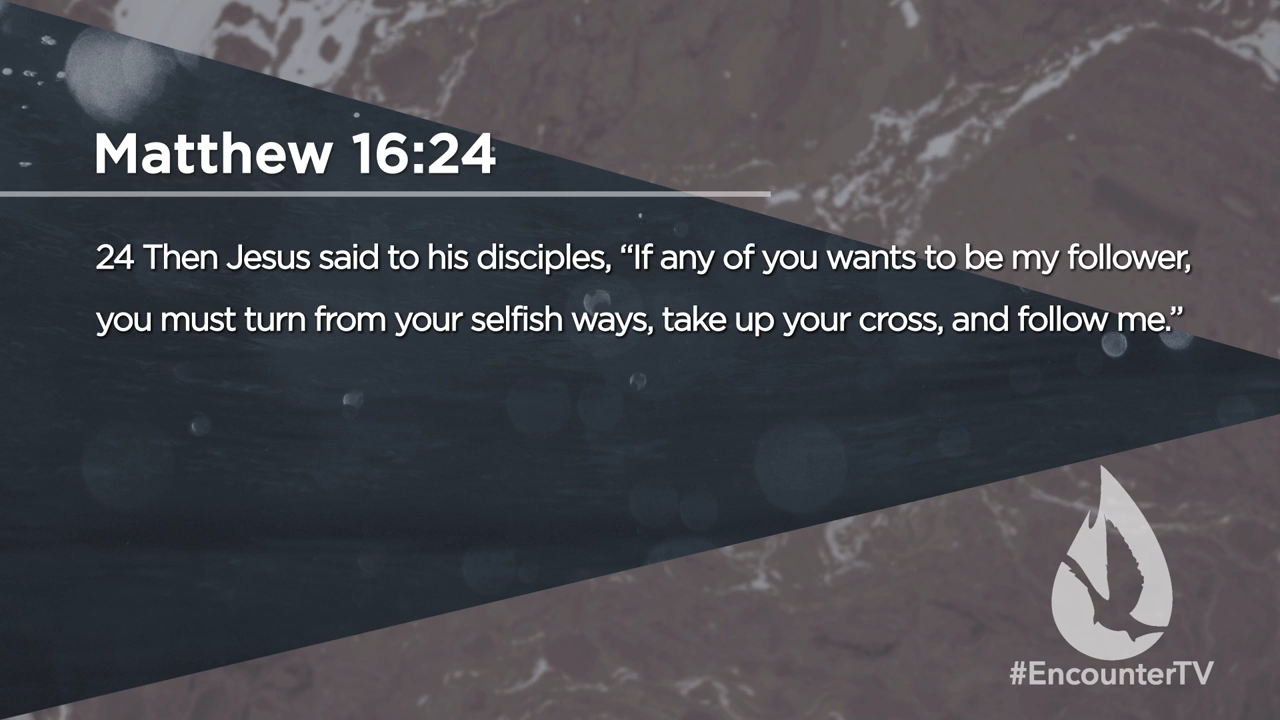 Matthew 16:24
24 Then Jesus said to his disciples, “If any of you wants to be my follower,
you must turn from your selfish ways, take up your cross, and follow me.”
#EncounterTV